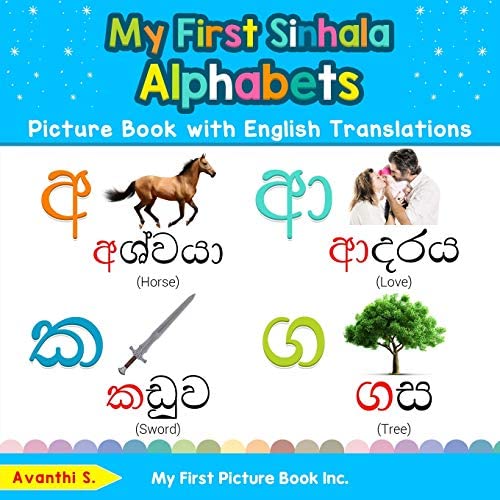 My First Sinhala
Alphabets
Picture Book with English Translations
අ
අශ්වයා
(Horse)
ආ
ආදරය
(Love)
ක
කඩුව
(Sword)
ග
ගස
(Tree)
Avanthi S.
My First Picture Book Inc.